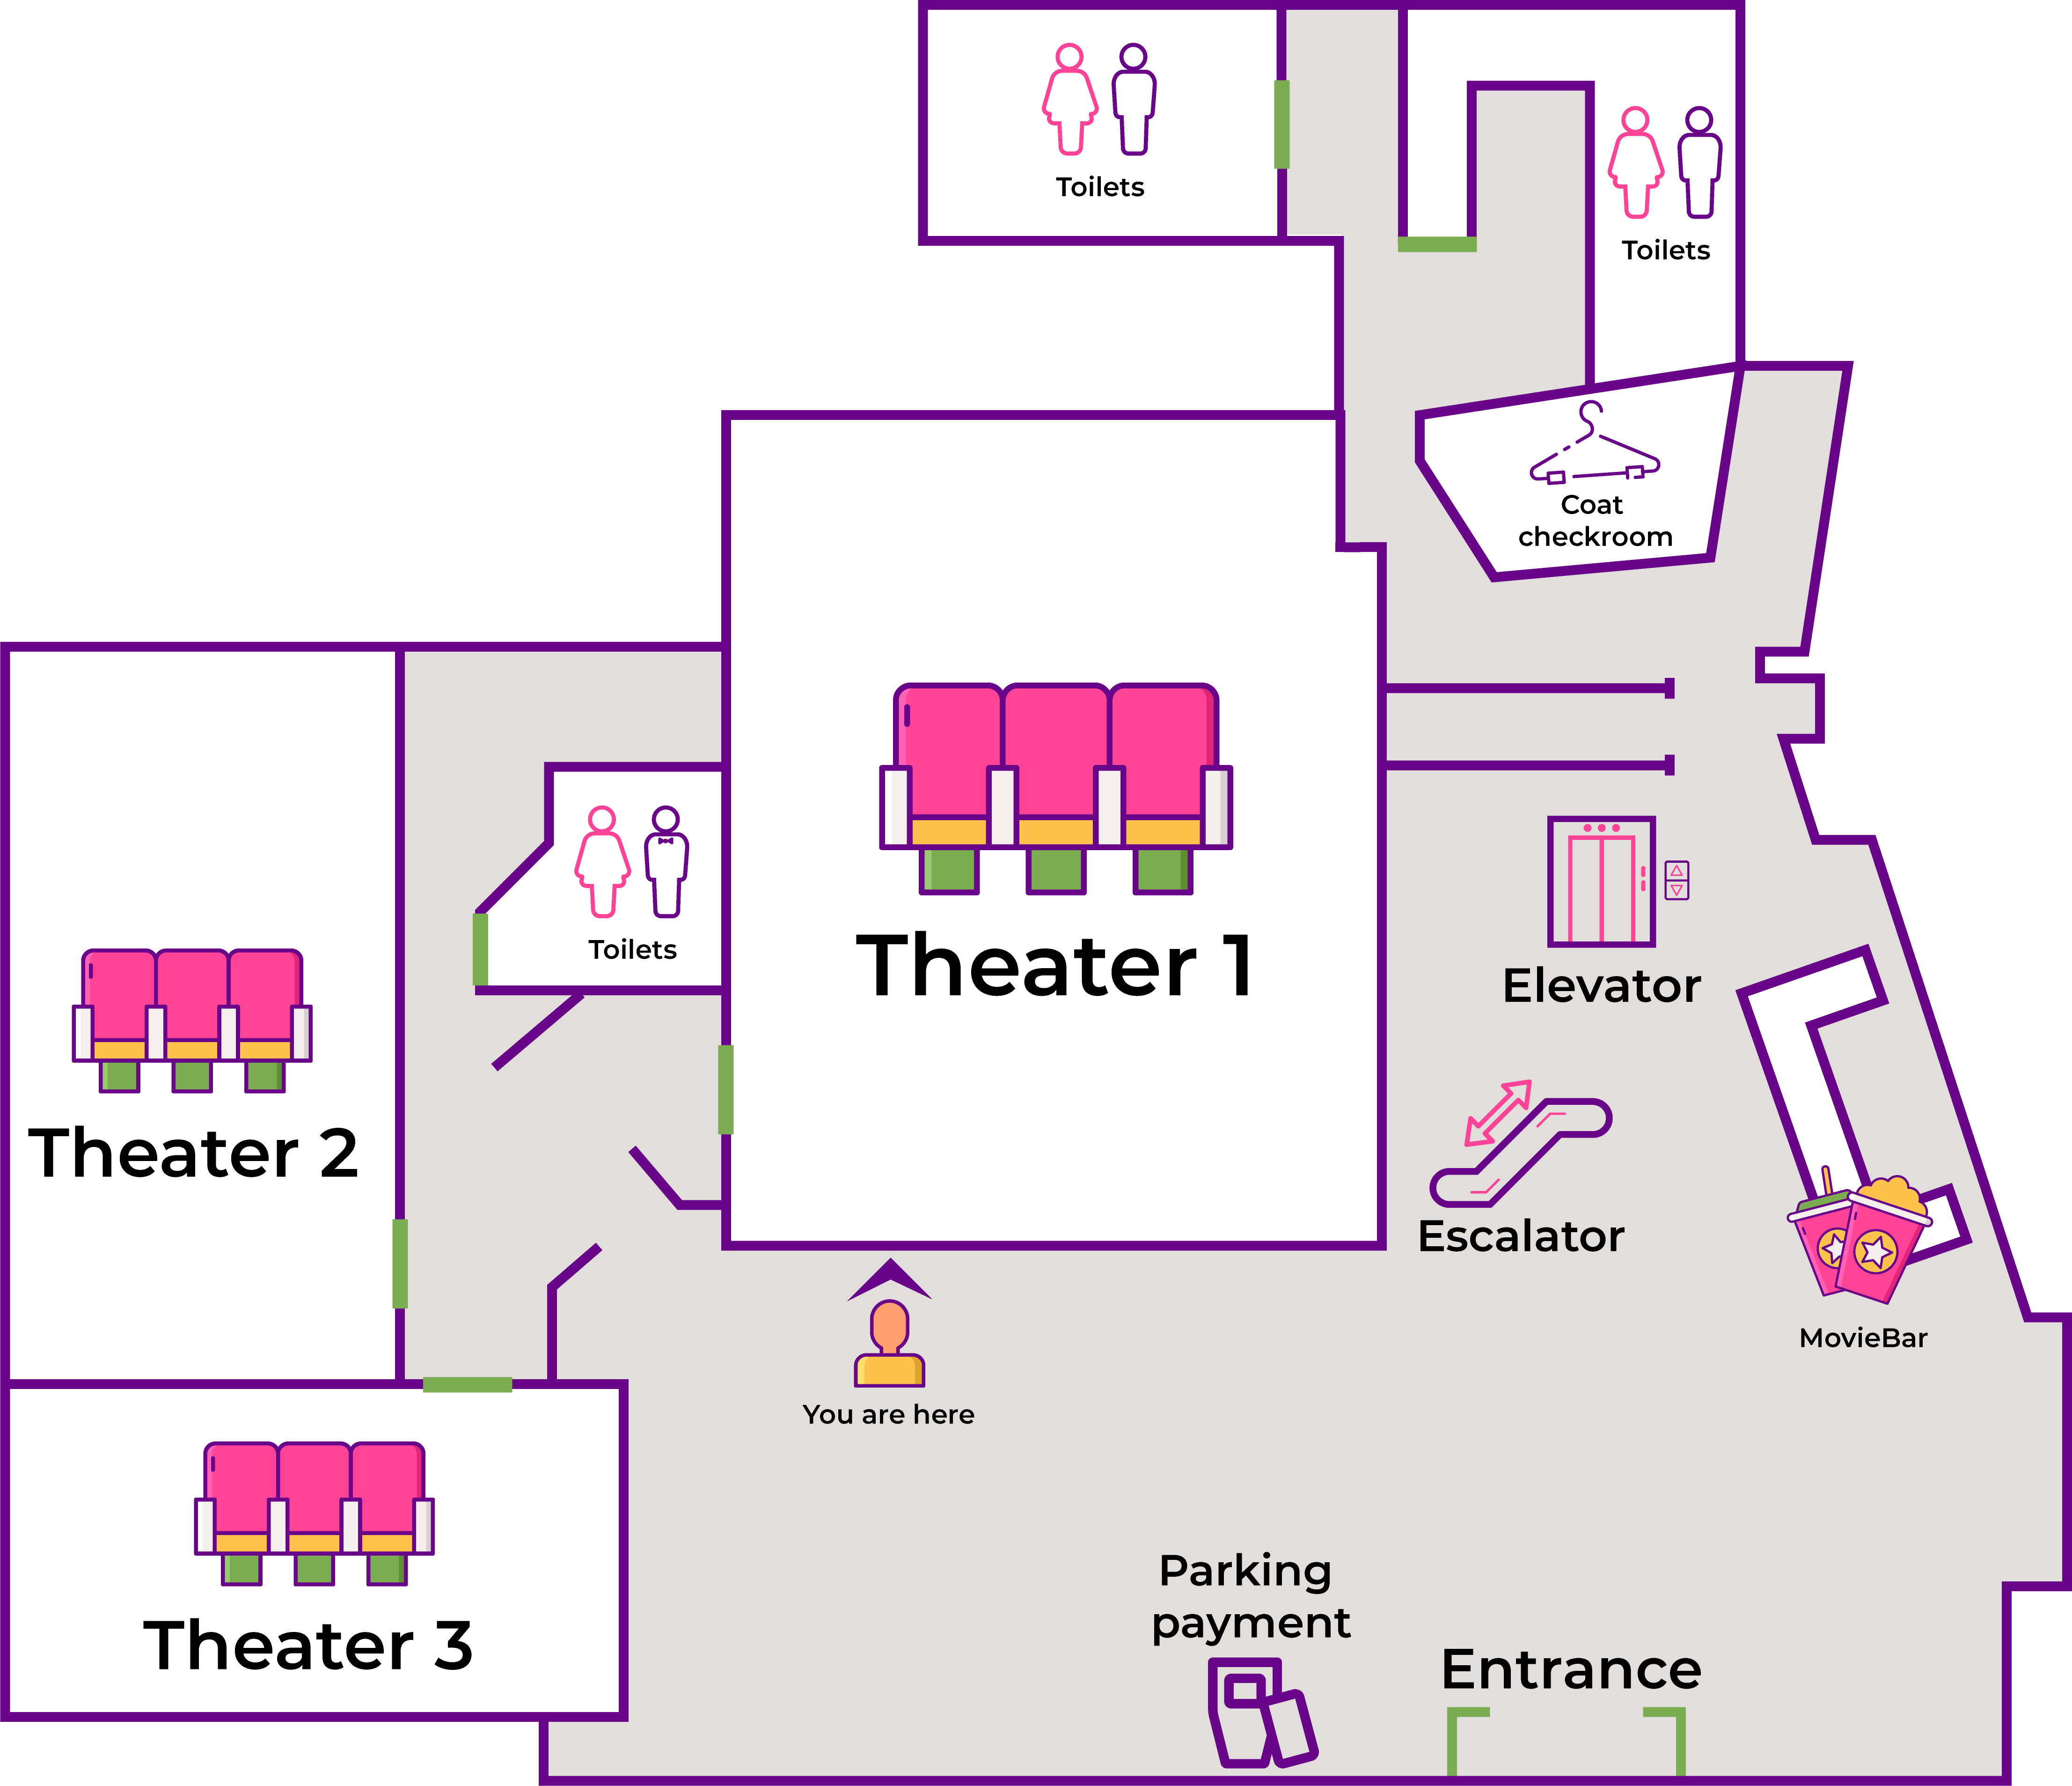 Toilets
Toilets
Coat
checkroom
Toilets
Theater 1
Elevator
Theater 2
Escalator
MovieBar
You are here
Parking
payment
Theater 3
Entrance